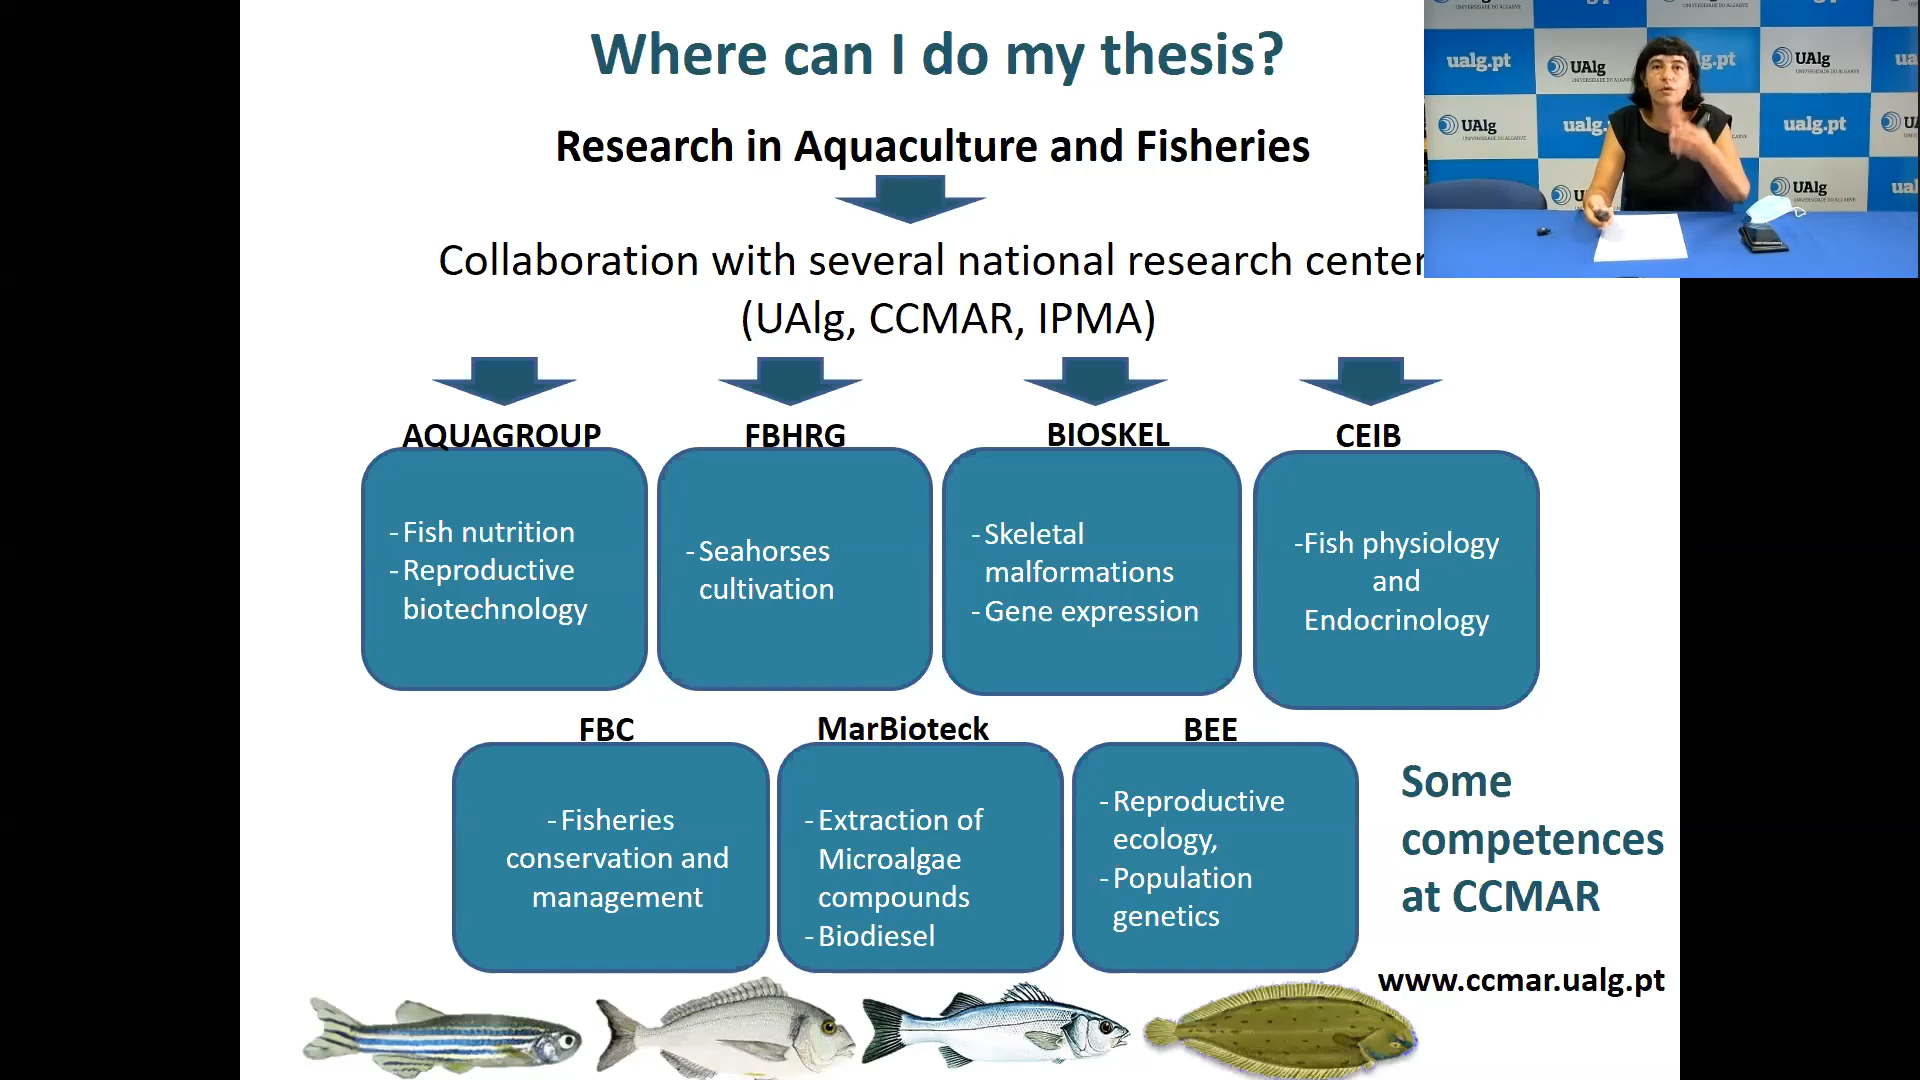 Where can I do my thesis?
Research in Aquaculture and Fisheries
Collaboration with several national research center
(UAlg, CCMAR, IPMA)
AQUAGROUP
- Fish nutrition
- Reproductive
biotechnology
FBHRG
- Seahorses
cultivation
BIOSKEL
- Skeletal
malformations
- Gene expression
CEIB
-Fish physiology
and
Endocrinology
FBC
- Fisheries
conservation and
management
MarBioteck
- Extraction of
Microalgae
compounds
- Biodiesel
BEE
- Reproductive
ecology,
- Population
genetics
Some
competences
at CCMAR
www.ccmar.ualg.pt
ualg.pt
UAlg
UAlg
UAlg
ualg.pt
UAlg